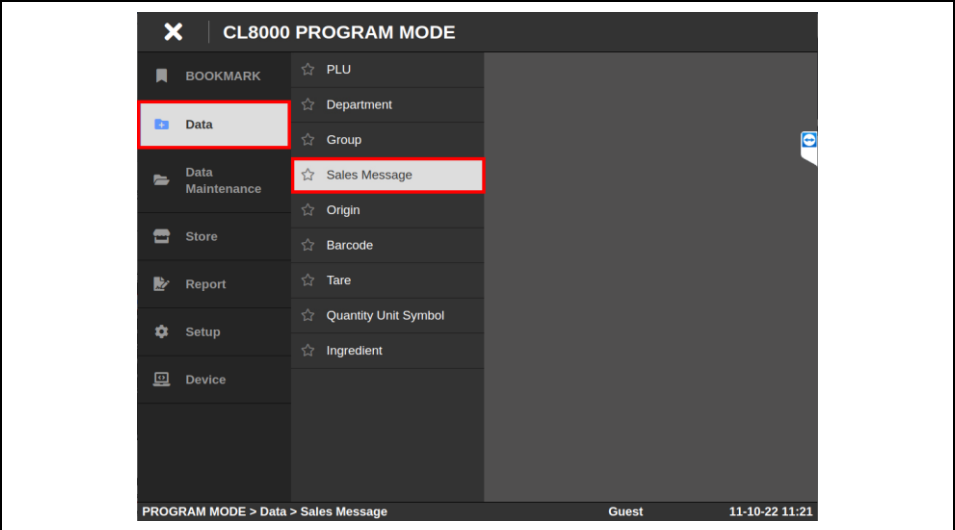 CL8000 PROGRAM MODE
BOOKMARK
Data
Data
Maintenance
Store
Report
Setup
Device
PLU
Department
Group
Sales Message
Origin
Barcode
Tare
Quantity Unit Symbol
Ingredient
PROGRAM MODE > Data > Sales Message
Guest
11-10-22 11:21